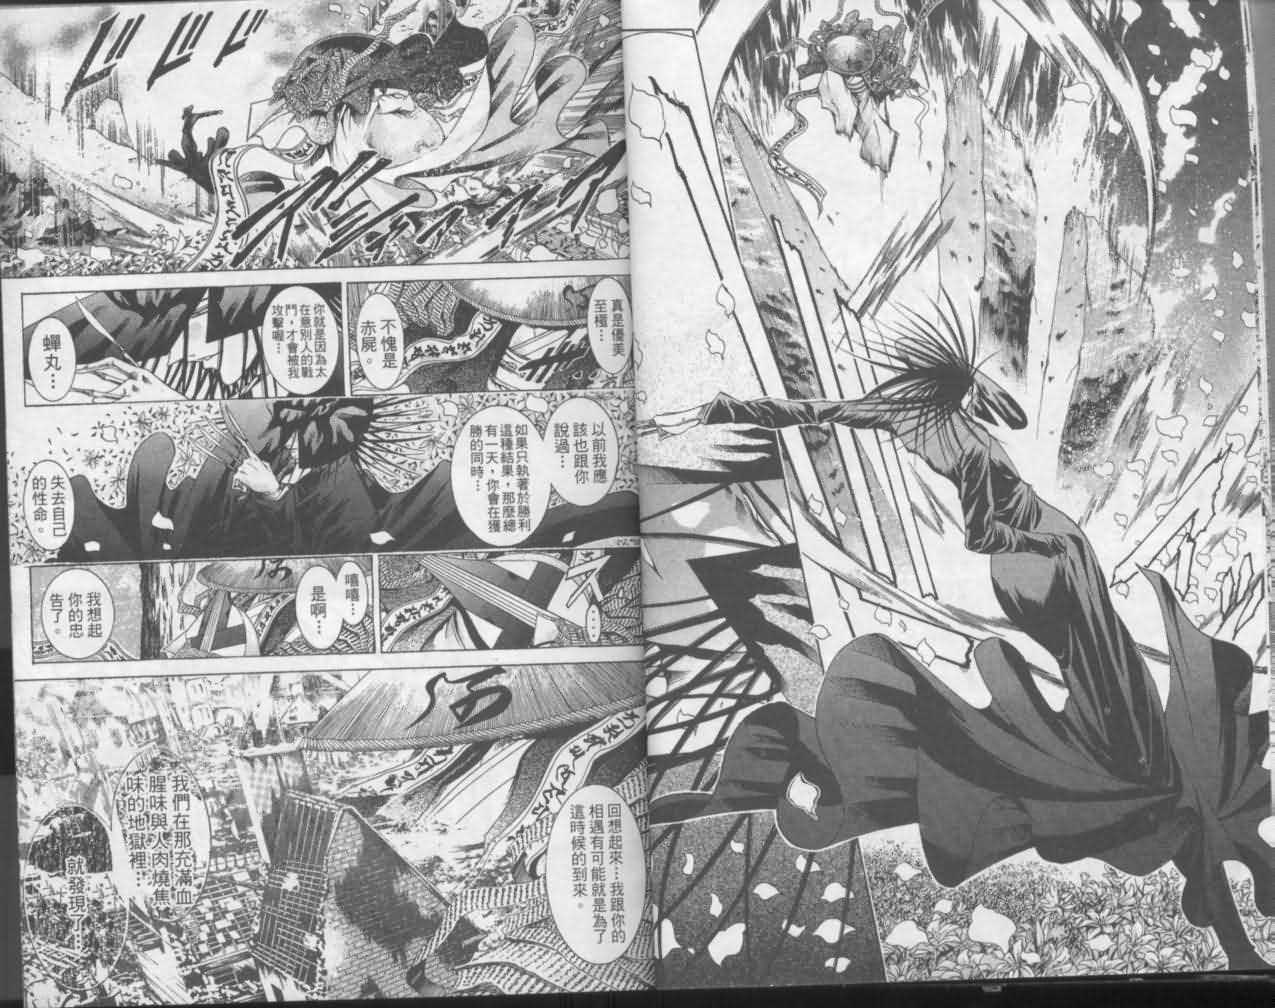 ドドド
真是優美
至極…
不愧是
赤屍。
你就是因為太
在意別人的戰
鬥，才會被我
攻擊喔…
蟬丸…
以前我應
該也跟你
說過…
如果只執著於勝利
這種結果，那麼總
有一天，你會在獲
勝的同時…
失去自己
的性命。
…
嘻嘻…
是啊…
我想起
你的忠
告了。
回想起來…我跟你的
相遇有可能就是為了
這時候的到來。
我們在那充滿血
腥味與人肉燒焦
味的地獄裡…
就發現了…